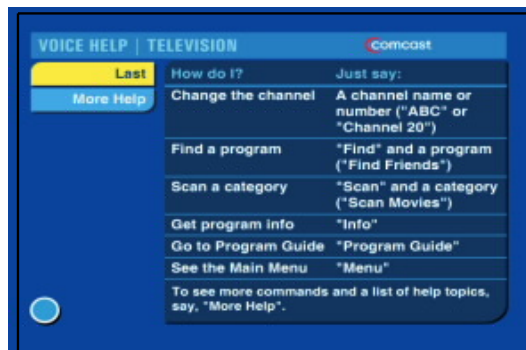 VOICE HELP | TELEVISION
Comcast
Last
More Help
How do I? Just say:
Change the channel A channel name or
number ("ABC" or
"Channel 20")
Find a program "Find" and a program
("Find Friends")
Scan a category "Scan" and a category
("Scan Movies")
Get program info "Info"
Go to Program Guide "Program Guide"
See the Main Menu "Menu"
To see more commands and a list of help topics,
say, "More Help".